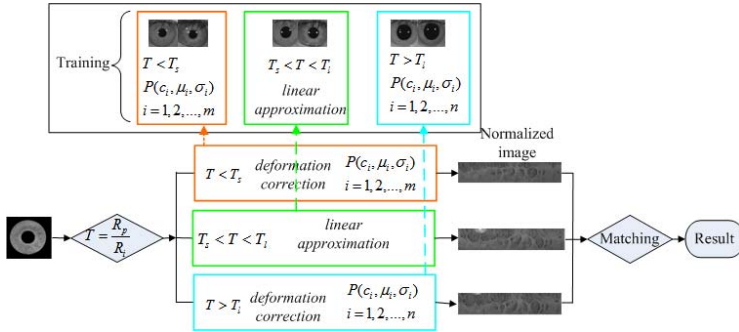 Training
T < T_s
P(c_i, μ_i, σ_i)
i = 1, 2, ..., m
T_s < T < T_l
linear
approximation
T > T_l
P(c_i, μ_i, σ_i)
i = 1, 2, ..., n
Normalized
image
T < T_s deformation correction P(c_i, μ_i, σ_i) i = 1, 2, ..., m
T = R_p / R_i
T_s < T < T_l linear approximation
Matching
Result
T > T_l deformation correction P(c_i, μ_i, σ_i) i = 1, 2, ..., n